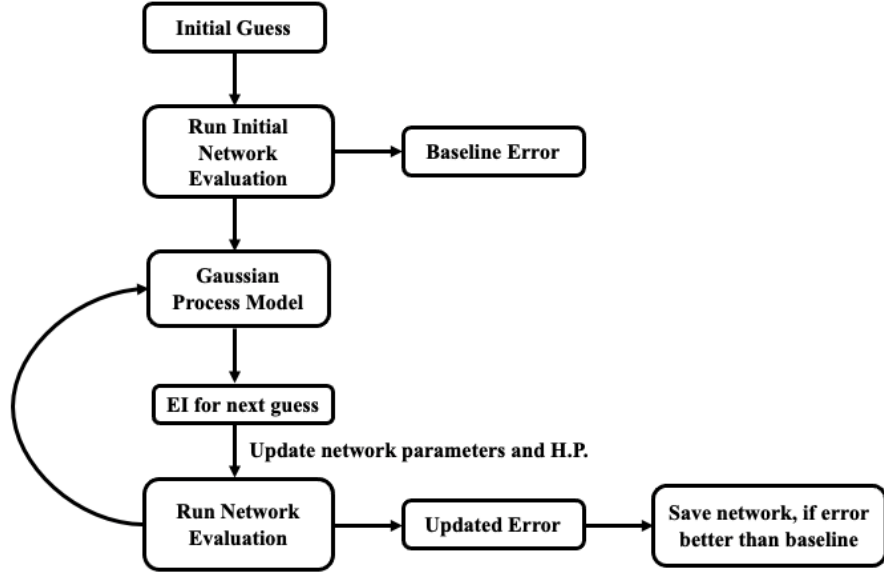 Initial Guess
Run Initial
Network
Evaluation
Baseline Error
Gaussian
Process Model
EI for next guess
Update network parameters and H.P.
Run Network
Evaluation
Updated Error
Save network, if error
better than baseline